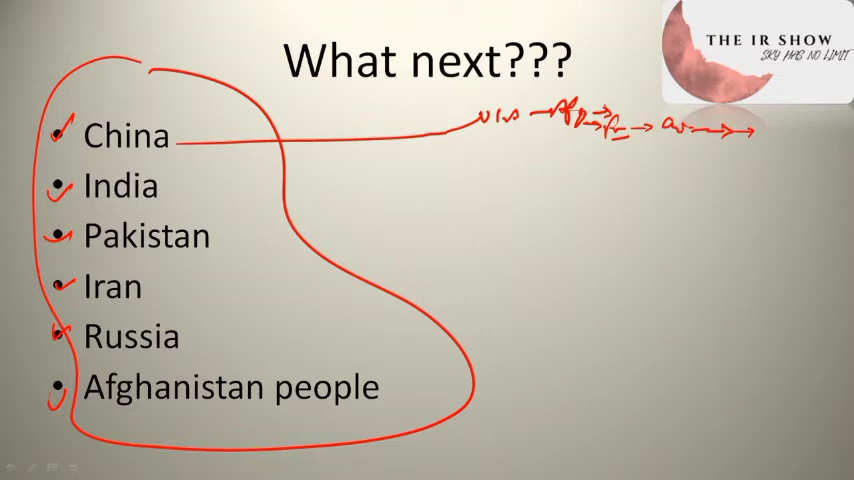 What next???
THE IR SHOW
SKY HAS NO LIMIT
China
India
Pakistan
Iran
Russia
Afghanistan people